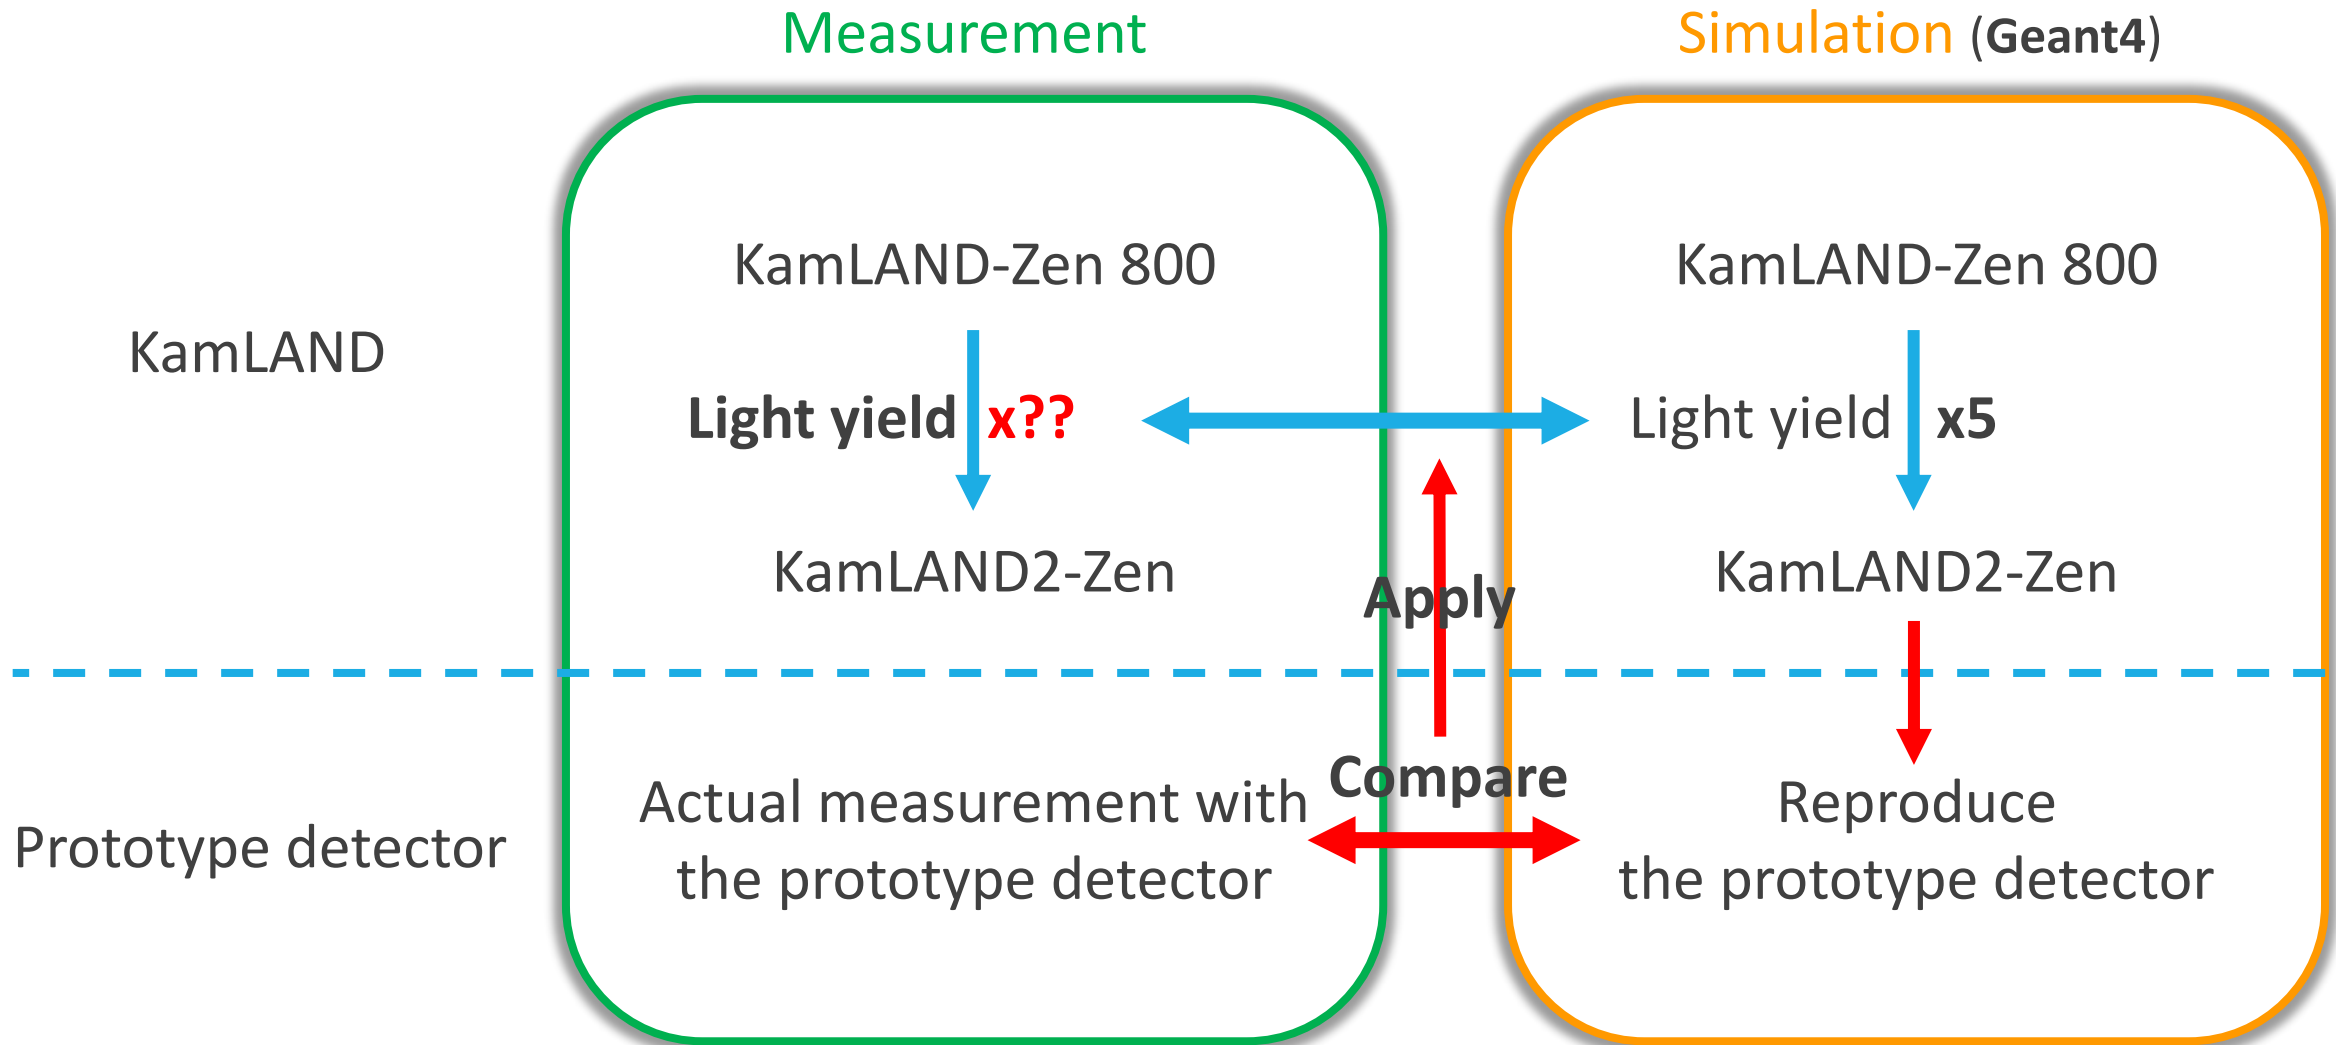 Measurement
Simulation (Geant4)
KamLAND
KamLAND-Zen 800
Light yield x??
KamLAND2-Zen
KamLAND-Zen 800
Light yield x5
KamLAND2-Zen
Apply
Compare
Prototype detector
Actual measurement with
the prototype detector
Reproduce
the prototype detector